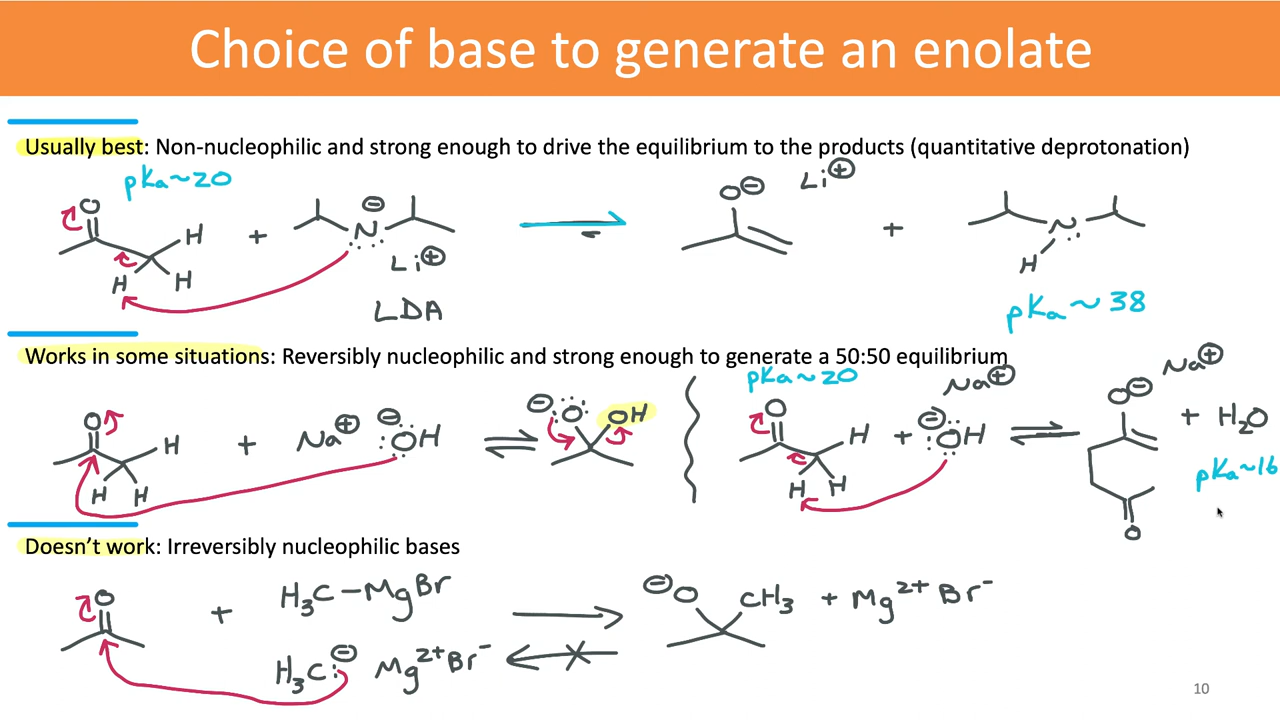 Choice of base to generate an enolate
Usually best: Non-nucleophilic and strong enough to drive the equilibrium to the products (quantitative deprotonation)
pKa~20
O
H
H
H
+
⊖
N
Li⊕
LDA
O⊖
Li⊕
+
N
H
pKa~38
Works in some situations: Reversibly nucleophilic and strong enough to generate a 50:50 equilibrium
O
H
H
H
+
Na⊕
⊖
:OH
⊖
:O:
OH
pKa~20
O
H
H
H
+
Na⊕
⊖
:OH
O⊖
Na⊕
+ H₂O
O
pKa~16
Doesn't work: Irreversibly nucleophilic bases
O
+
H₃C-MgBr
H₃C:⊖ Mg²⁺Br⁻
⊖O
CH₃ + Mg²⁺Br⁻
10